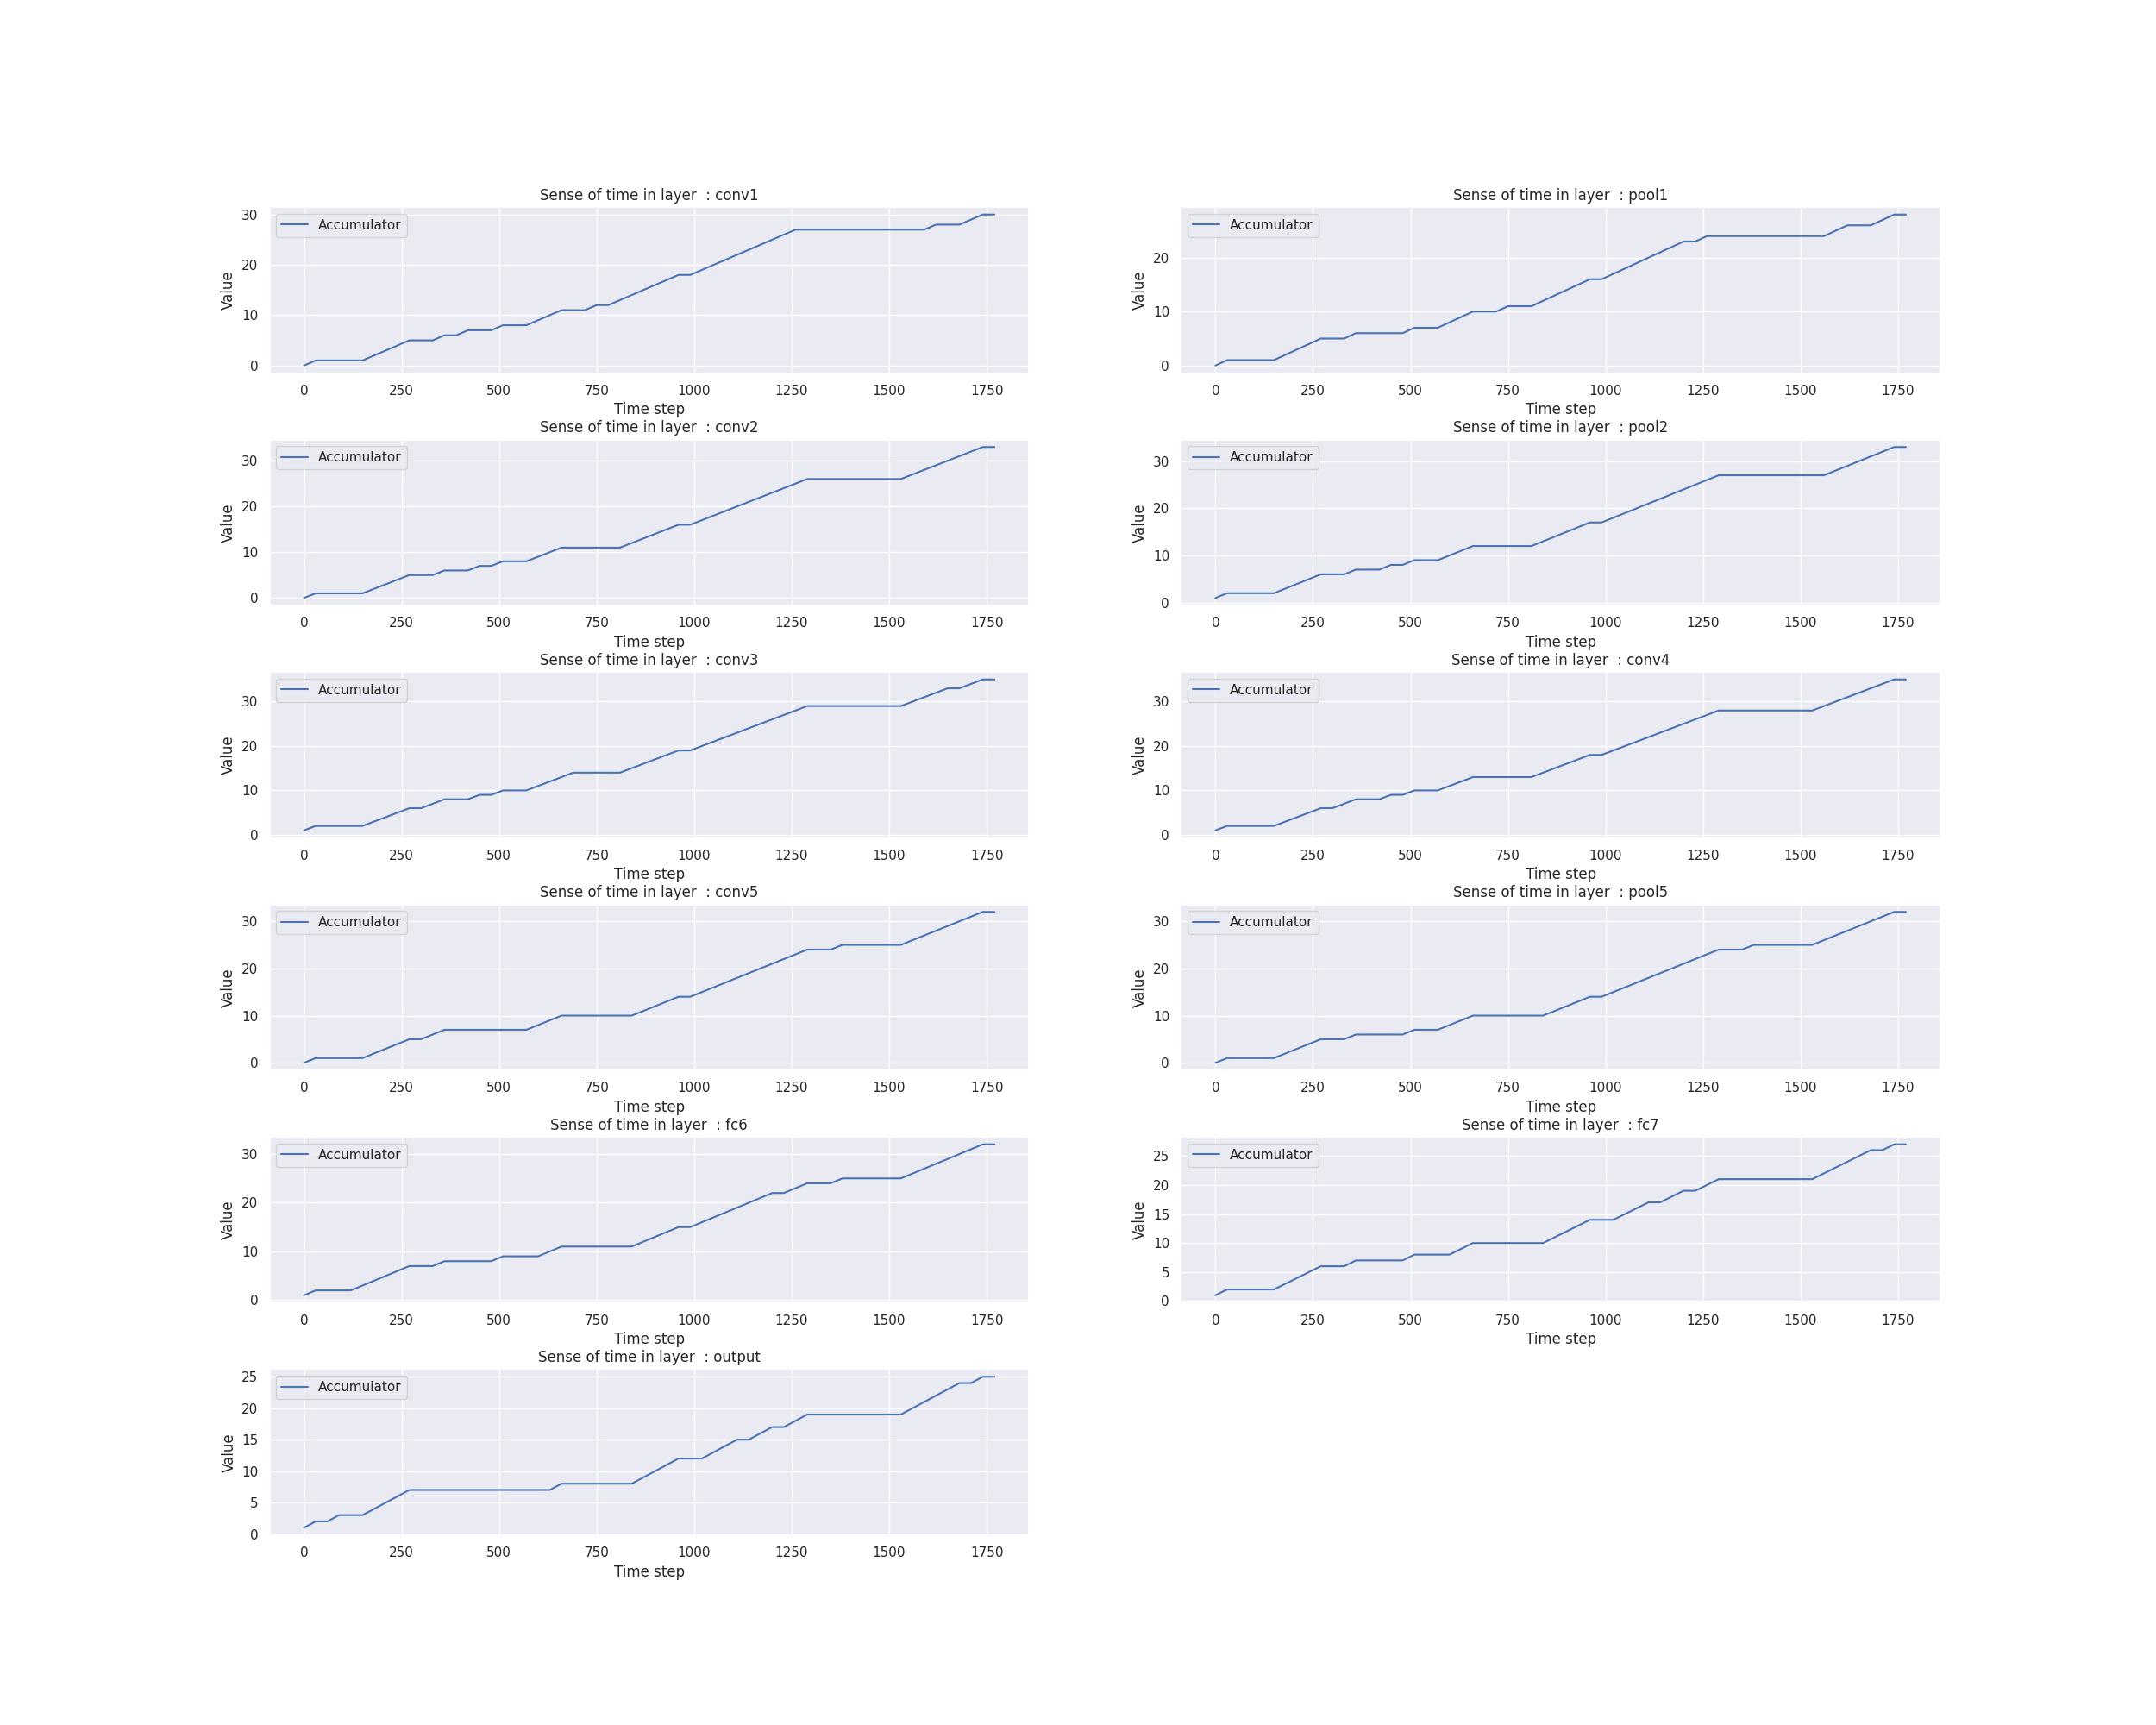 Sense of time in layer  : conv1
Accumulator
Value
30
20
10
0
0 250 500 750 1000 1250 1500 1750
Time step
Sense of time in layer  : pool1
Accumulator
Value
20
10
0
0 250 500 750 1000 1250 1500 1750
Time step
Sense of time in layer  : conv2
Accumulator
Value
30
20
10
0
0 250 500 750 1000 1250 1500 1750
Time step
Sense of time in layer  : pool2
Accumulator
Value
30
20
10
0
0 250 500 750 1000 1250 1500 1750
Time step
Sense of time in layer  : conv3
Accumulator
Value
30
20
10
0
0 250 500 750 1000 1250 1500 1750
Time step
Sense of time in layer  : conv4
Accumulator
Value
30
20
10
0
0 250 500 750 1000 1250 1500 1750
Time step
Sense of time in layer  : conv5
Accumulator
Value
30
20
10
0
0 250 500 750 1000 1250 1500 1750
Time step
Sense of time in layer  : pool5
Accumulator
Value
30
20
10
0
0 250 500 750 1000 1250 1500 1750
Time step
Sense of time in layer  : fc6
Accumulator
Value
30
20
10
0
0 250 500 750 1000 1250 1500 1750
Time step
Sense of time in layer  : fc7
Accumulator
Value
25
20
15
10
5
0
0 250 500 750 1000 1250 1500 1750
Time step
Sense of time in layer  : output
Accumulator
Value
25
20
15
10
5
0
0 250 500 750 1000 1250 1500 1750
Time step